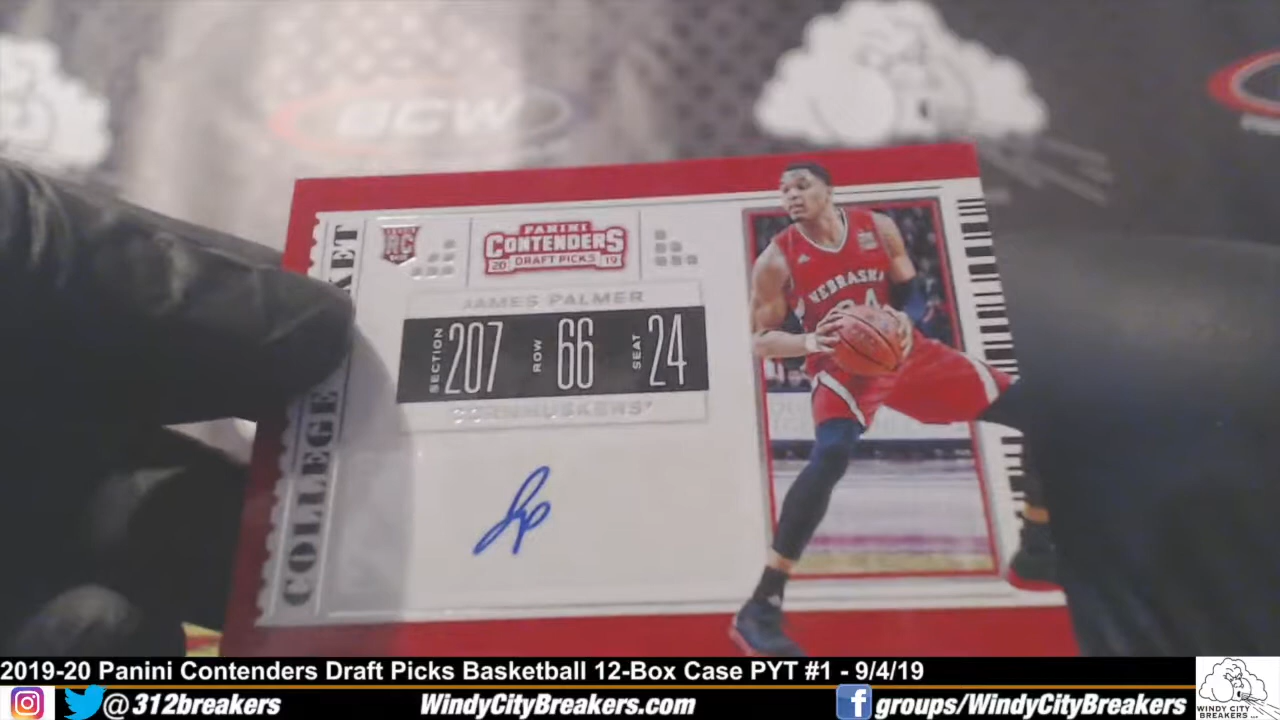 BCW
RC
PANINI
CONTENDERS
20 DRAFT PICKS 19
JAMES PALMER
SECTION 207 ROW 66 SEAT 24
CORNHUSKERS
COLLEGE
NEBRASKA
24
2019-20 Panini Contenders Draft Picks Basketball 12-Box Case PYT #1 - 9/4/19
@312breakers WindyCityBreakers.com groups/WindyCityBreakers
WINDY CITY
BREAKERS